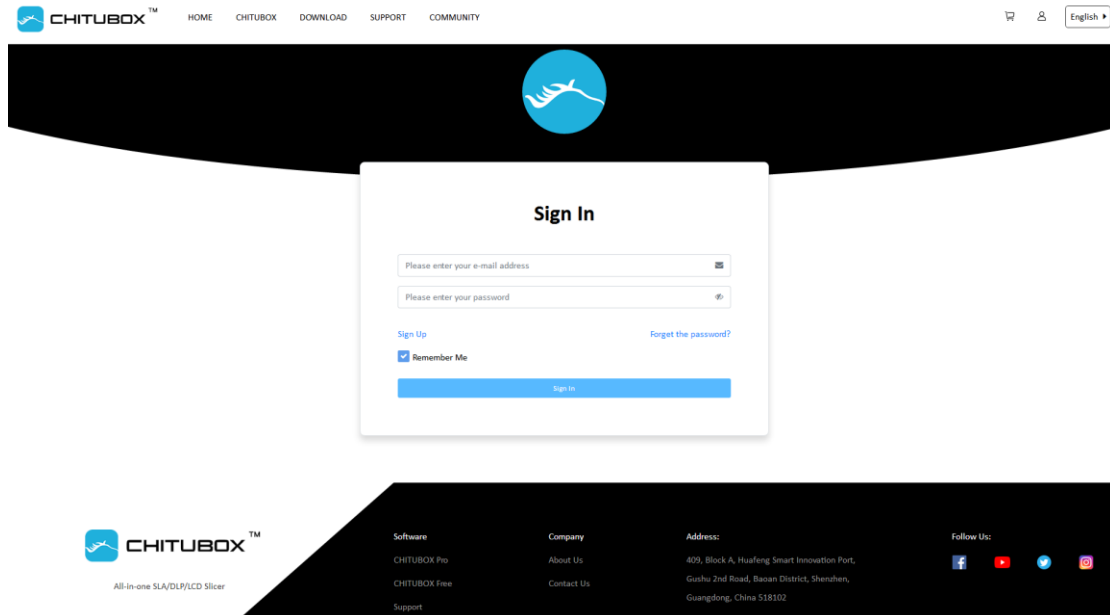 CHITUBOX™ HOME CHITUBOX DOWNLOAD SUPPORT COMMUNITY English
Sign In
Please enter your e-mail address
Please enter your password
Sign Up Forget the password?
Remember Me
Sign In
CHITUBOX™
All-in-one SLA/DLP/LCD Slicer
Software
CHITUBOX Pro
CHITUBOX Free
Support
Company
About Us
Contact Us
Address:
409, Block A, Huafeng Smart Innovation Port,
Gushu 2nd Road, Baoan District, Shenzhen,
Guangdong, China 518102
Follow Us: